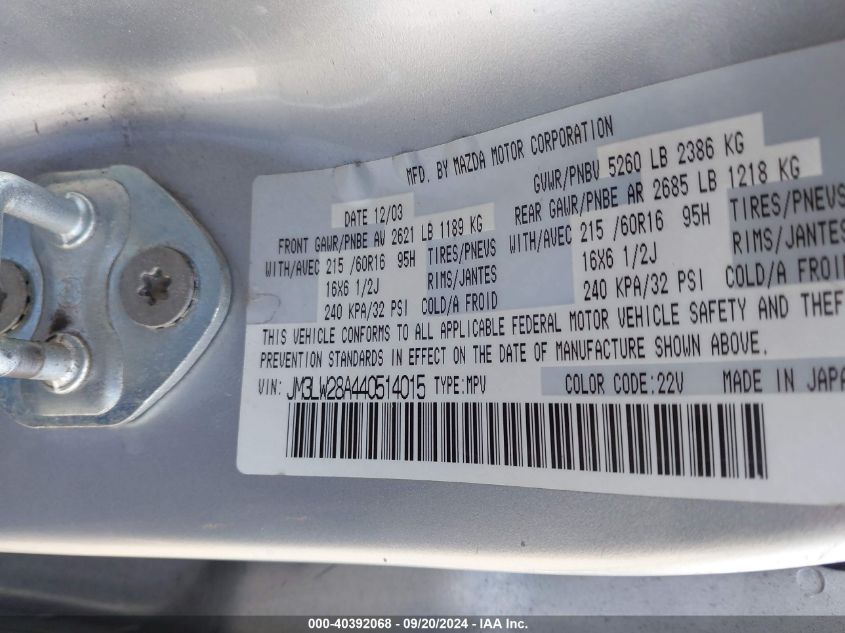 MFD. BY MAZDA MOTOR CORPORATION
DATE 12/03
GVWR/PNBV 5260 LB 2386 KG
FRONT GAWR/PNBE AV 2621 LB 1189 KG
REAR GAWR/PNBE AR 2685 LB 1218 KG
WITH/AVEC 215 /60R16 95H TIRES/PNEUS
WITH/AVEC 215 /60R16 95H TIRES/PNEUS
16X6 1/2J RIMS/JANTES
16X6 1/2J RIMS/JANTES
240 KPA/32 PSI COLD/A FROID
240 KPA/32 PSI COLD/A FROID
THIS VEHICLE CONFORMS TO ALL APPLICABLE FEDERAL MOTOR VEHICLE SAFETY AND THEF
PREVENTION STANDARDS IN EFFECT ON THE DATE OF MANUFACTURE SHOWN ABOVE.
VIN: JM3LW28A440514015 TYPE:MPV COLOR CODE:22V MADE IN JAPA
000-40392068 - 09/20/2024 - IAA Inc.